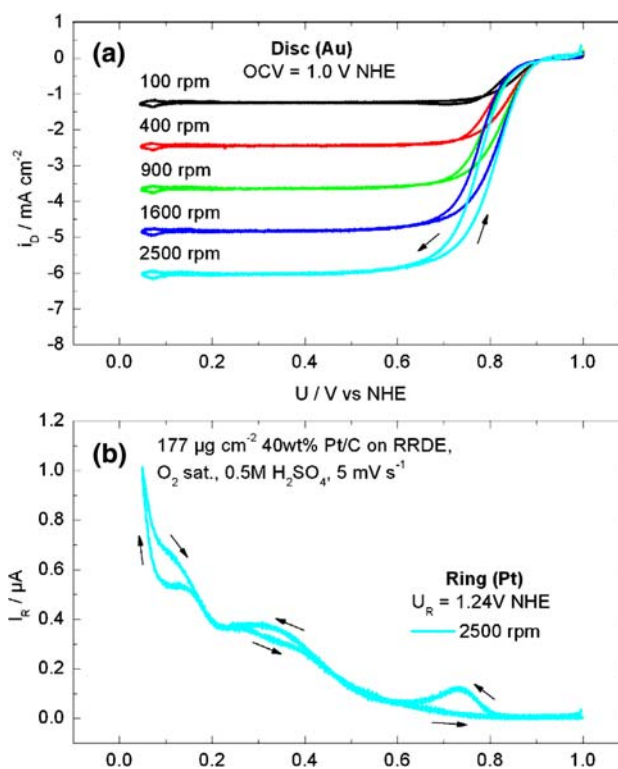 (a)
Disc (Au)
OCV = 1.0 V NHE
100 rpm
400 rpm
900 rpm
1600 rpm
2500 rpm
0
-1
-2
-3
-4
-5
-6
-7
-8
i_D / mA cm⁻²
0.0 0.2 0.4 0.6 0.8 1.0
U / V vs NHE
(b)
177 µg cm⁻² 40wt% Pt/C on RRDE,
O₂ sat., 0.5M H₂SO₄, 5 mV s⁻¹
Ring (Pt)
U_R = 1.24V NHE
2500 rpm
1.2
1.0
0.8
0.6
0.4
0.2
0.0
I_R / µA
0.0 0.2 0.4 0.6 0.8 1.0